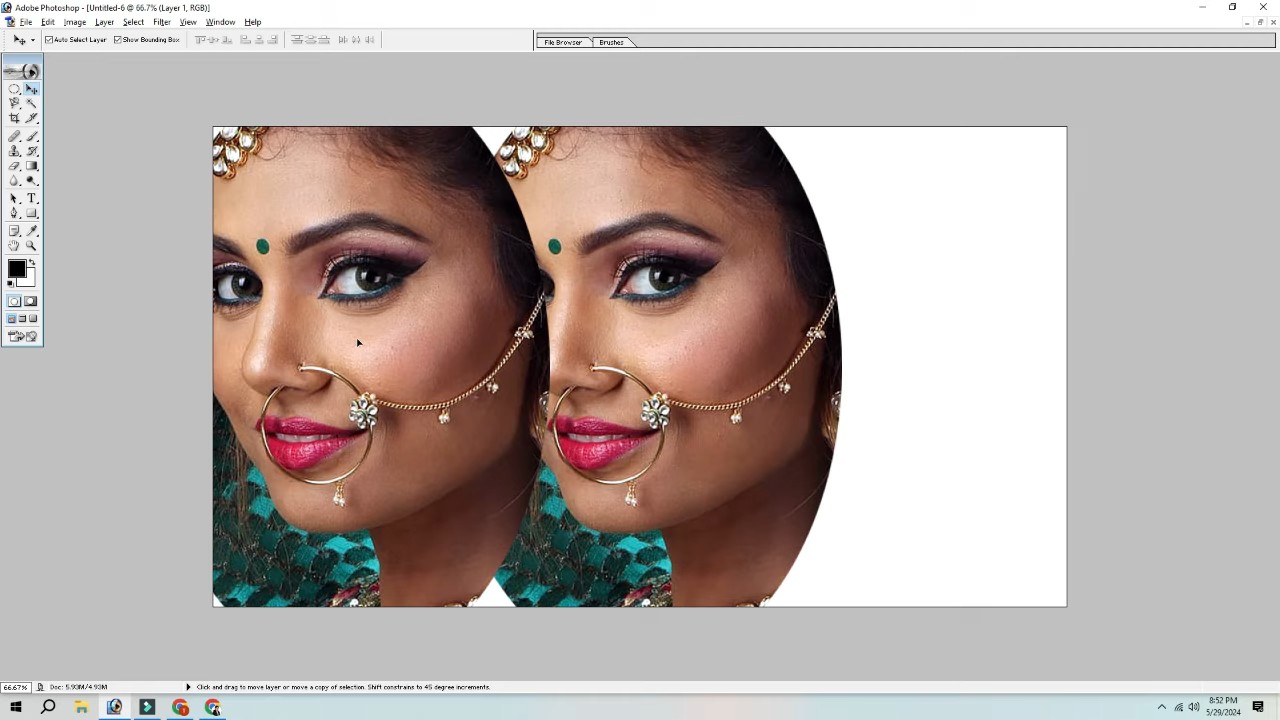 Adobe Photoshop - [Untitled-6 @ 66.7% (Layer 1, RGB)]
File Edit Image Layer Select Filter View Window Help
Auto Select Layer Show Bounding Box File Browser Brushes
T
66.67% Doc: 5.93M/4.93M Click and drag to move layer or move a copy of selection. Shift constrains to 45 degree increments.
8:52 PM
5/29/2024